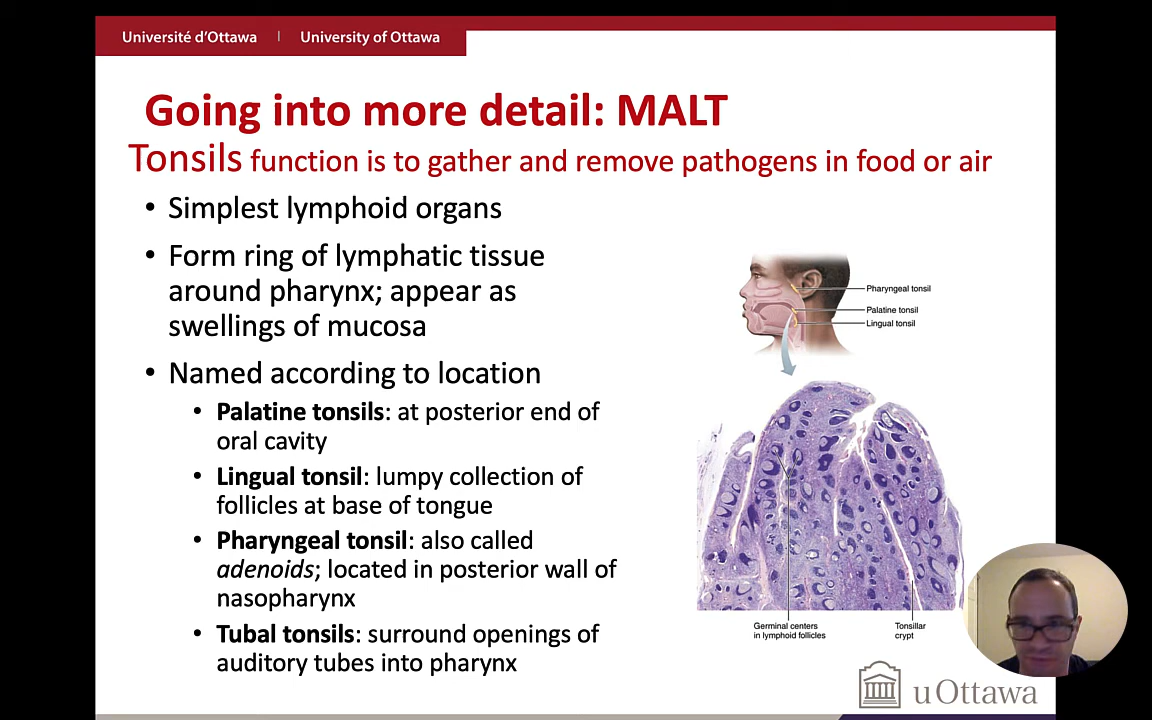 Université d'Ottawa | University of Ottawa
Going into more detail: MALT
Tonsils function is to gather and remove pathogens in food or air
• Simplest lymphoid organs
• Form ring of lymphatic tissue
around pharynx; appear as
swellings of mucosa
• Named according to location
• Palatine tonsils: at posterior end of
oral cavity
• Lingual tonsil: lumpy collection of
follicles at base of tongue
• Pharyngeal tonsil: also called
adenoids; located in posterior wall of
nasopharynx
• Tubal tonsils: surround openings of
auditory tubes into pharynx
Pharyngeal tonsil
Palatine tonsil
Lingual tonsil
Germinal centers
in lymphoid follicles
Tonsillar
crypt
uOttawa